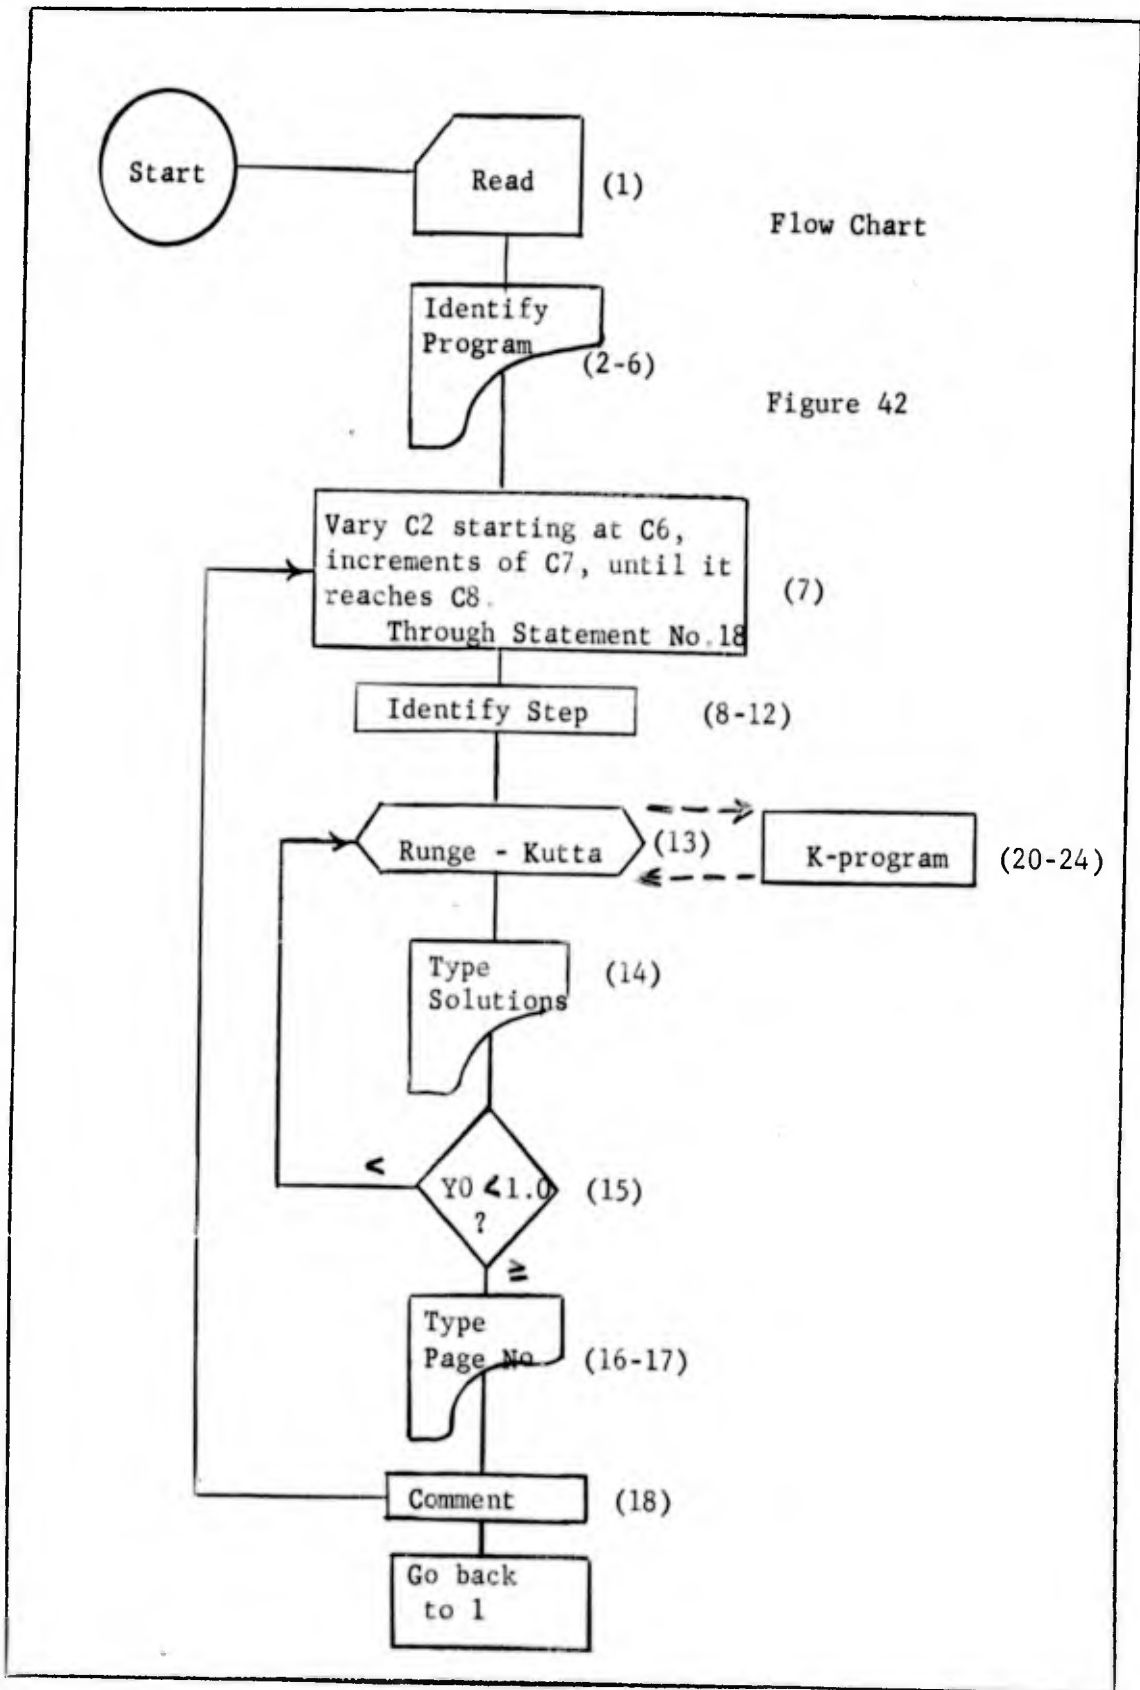 Start
Read
(1)
Flow Chart
Identify
Program
(2-6)
Figure 42
Vary C2 starting at C6,
increments of C7, until it
reaches C8.
Through Statement No.18
(7)
Identify Step
(8-12)
Runge - Kutta
(13)
K-program
(20-24)
Type
Solutions
(14)
<
Y0 <1.0
?
(15)
≥
Type
Page No
(16-17)
Comment
(18)
Go back
to 1